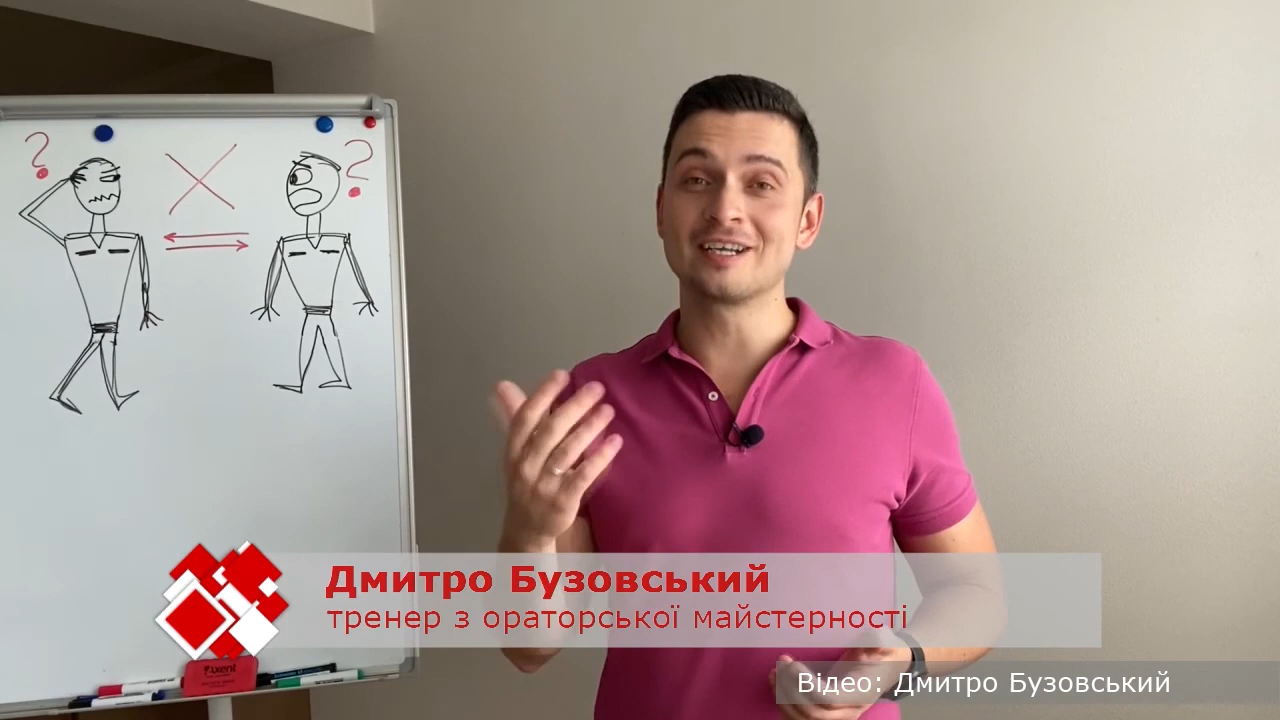 ? ?
Дмитро Бузовський
тренер з ораторської майстерності
Axent
Відео: Дмитро Бузовський